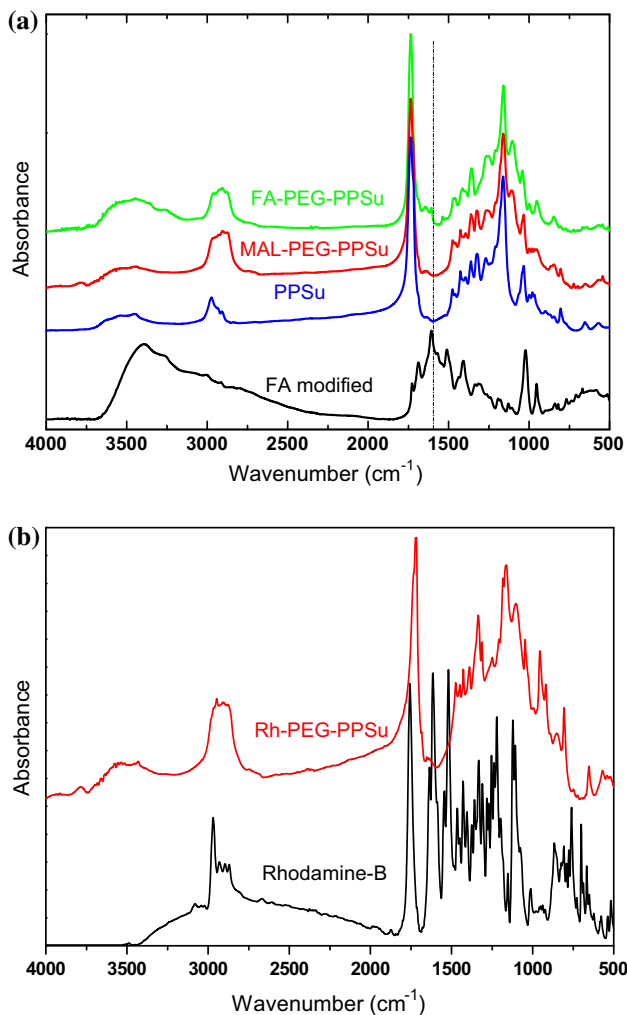 (a)
Absorbance
FA-PEG-PPSu
MAL-PEG-PPSu
PPSu
FA modified
4000 3500 3000 2500 2000 1500 1000 500
Wavenumber (cm⁻¹)
(b)
Absorbance
Rh-PEG-PPSu
Rhodamine-B
4000 3500 3000 2500 2000 1500 1000 500
Wavenumber (cm⁻¹)